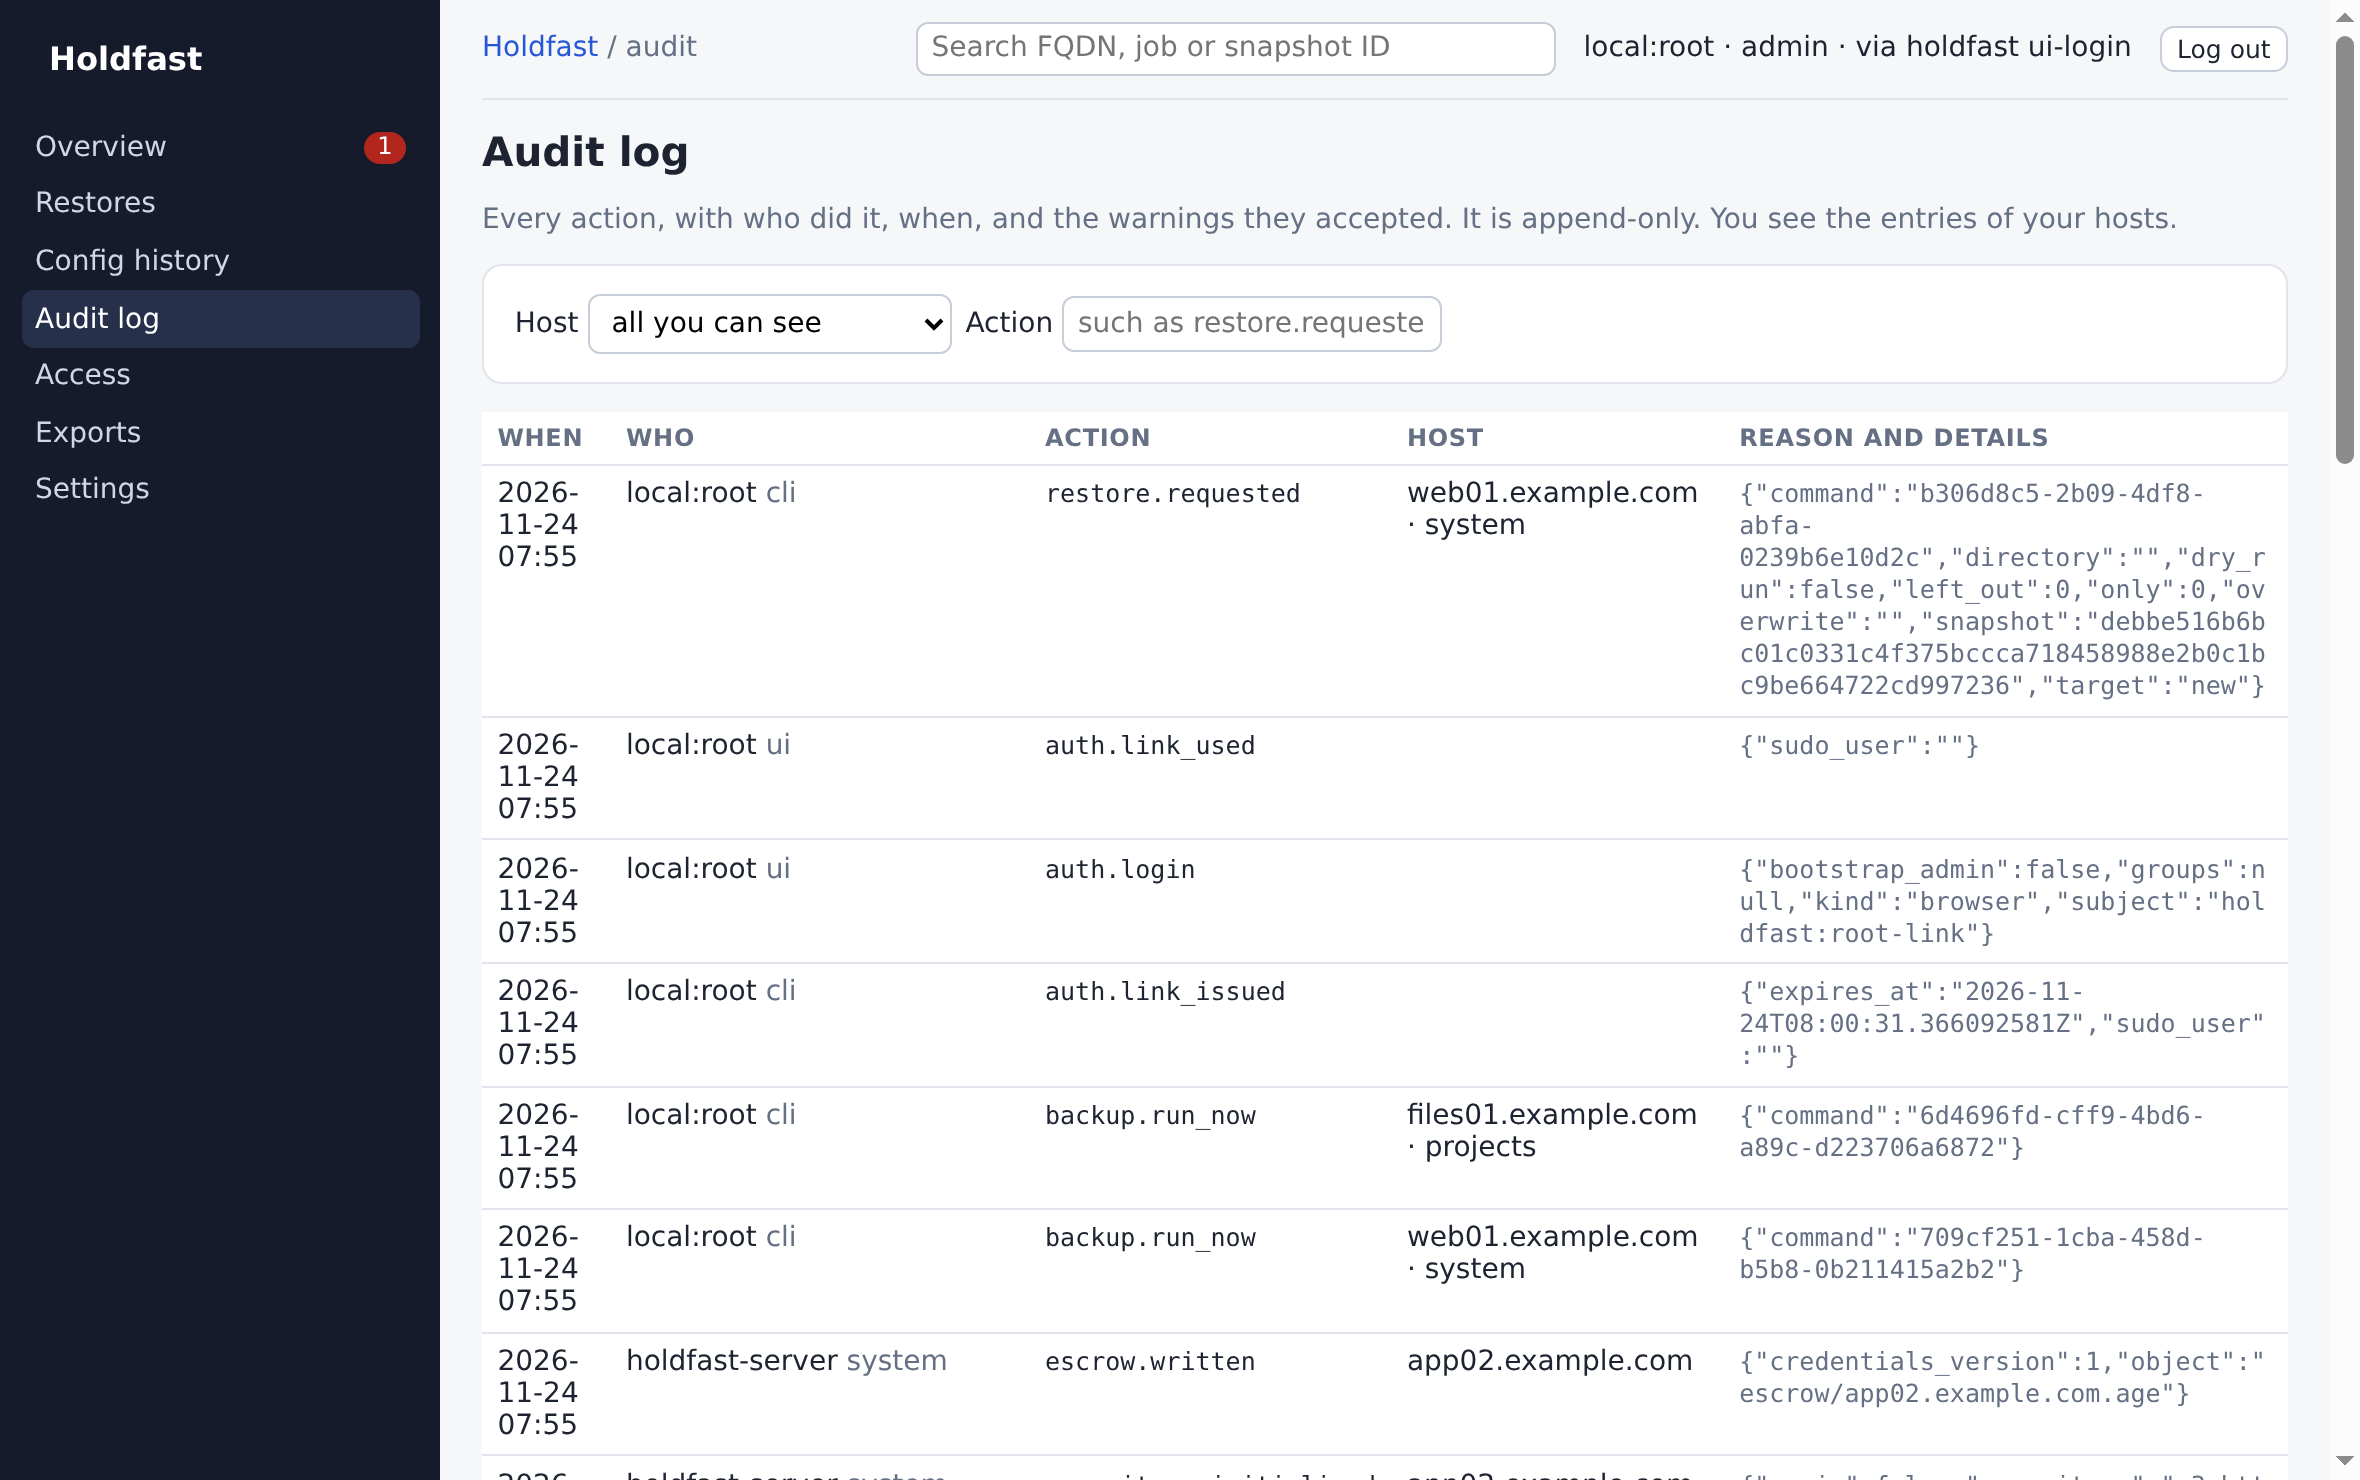 Holdfast
Overview 1
Restores
Config history
Audit log
Access
Exports
Settings
Holdfast / audit
Search FQDN, job or snapshot ID
local:root · admin · via holdfast ui-login
Log out
Audit log
Every action, with who did it, when, and the warnings they accepted. It is append-only. You see the entries of your hosts.
Host all you can see Action such as restore.requeste
WHEN WHO ACTION HOST REASON AND DETAILS
2026-
11-24
07:55
local:root cli
restore.requested
web01.example.com
· system
{"command":"b306d8c5-2b09-4df8-
abfa-
0239b6e10d2c","directory":"","dry_r
un":false,"left_out":0,"only":0,"ov
erwrite":"","snapshot":"debbe516b6b
c01c0331c4f375bccca718458988e2b0c1b
c9be664722cd997236","target":"new"}
2026-
11-24
07:55
local:root ui
auth.link_used
{"sudo_user":""}
2026-
11-24
07:55
local:root ui
auth.login
{"bootstrap_admin":false,"groups":n
ull,"kind":"browser","subject":"hol
dfast:root-link"}
2026-
11-24
07:55
local:root cli
auth.link_issued
{"expires_at":"2026-11-
24T08:00:31.366092581Z","sudo_user"
:""}
2026-
11-24
07:55
local:root cli
backup.run_now
files01.example.com
· projects
{"command":"6d4696fd-cff9-4bd6-
a89c-d223706a6872"}
2026-
11-24
07:55
local:root cli
backup.run_now
web01.example.com
· system
{"command":"709cf251-1cba-458d-
b5b8-0b211415a2b2"}
2026-
11-24
07:55
holdfast-server system
escrow.written
app02.example.com
{"credentials_version":1,"object":"
escrow/app02.example.com.age"}